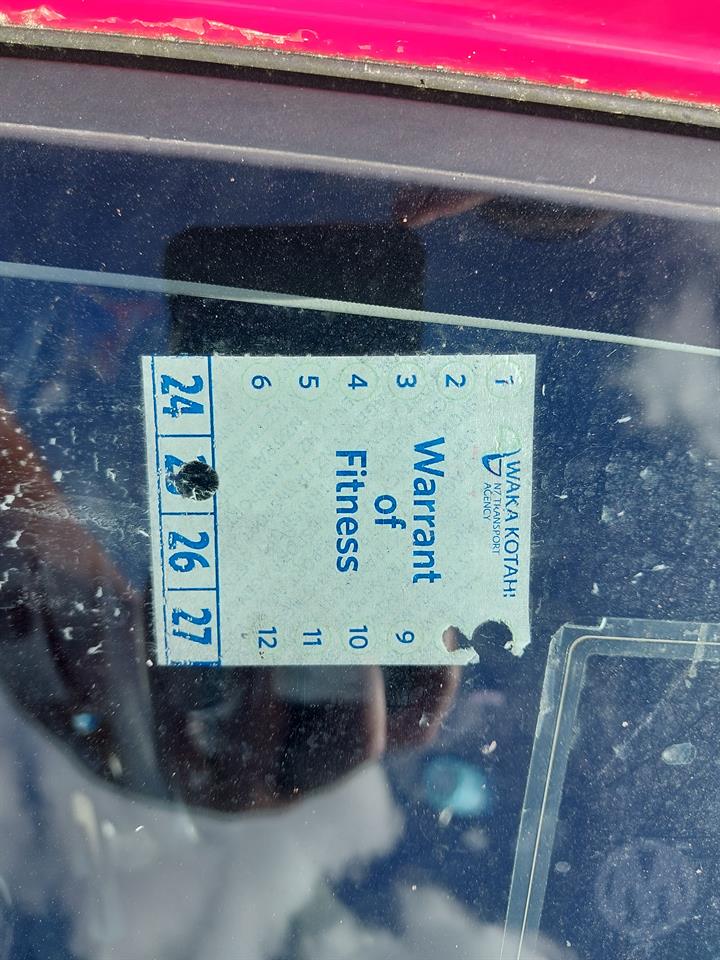 WAKA KOTAHI
NZ TRANSPORT
AGENCY
1
2
Warrant
3 9
of
4 10
Fitness
5 11
6 12
24 26 27